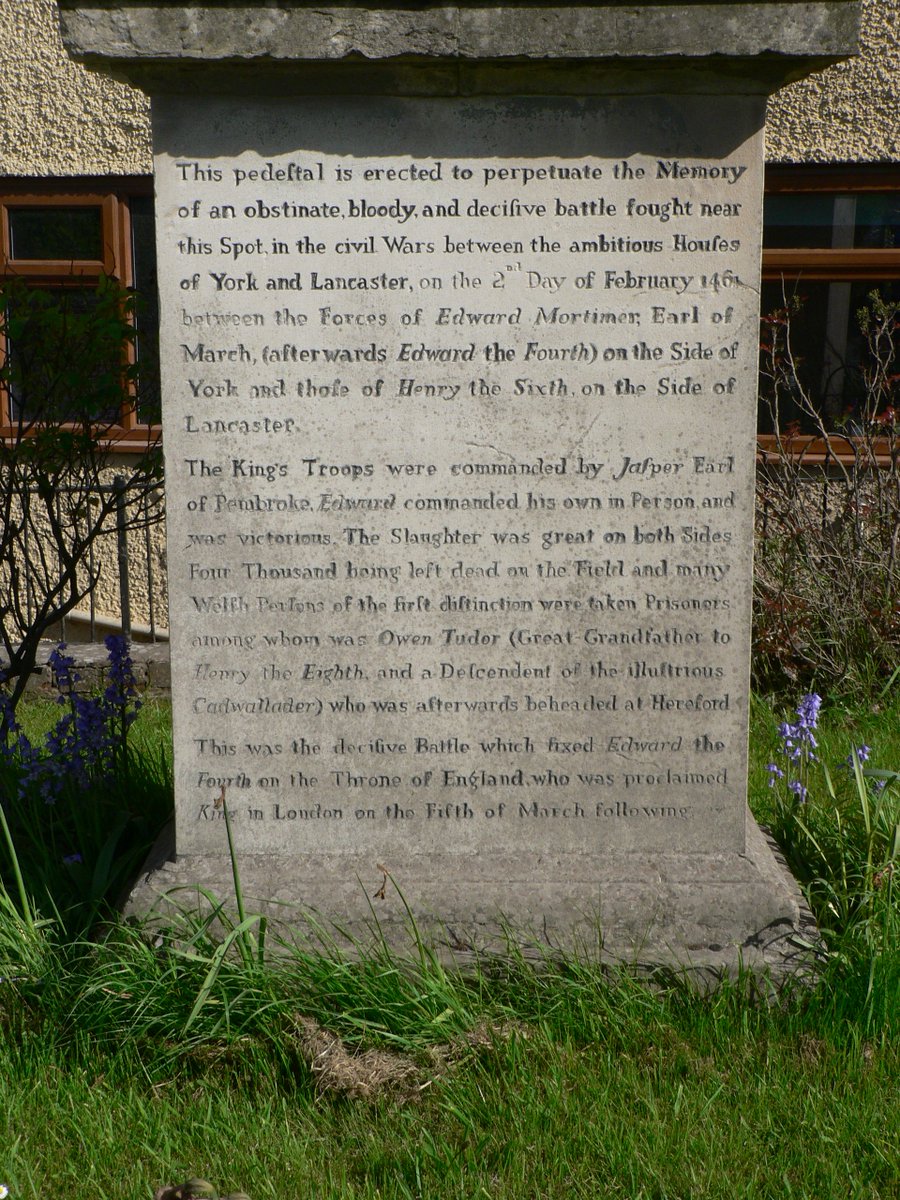 This pedeſtal is erected to perpetuate the Memory
of an obstinate, bloody, and deciſive battle fought near
this Spot, in the civil Wars between the ambitious Houſes
of York and Lancaster, on the 2nd Day of February 1461
between the Forces of Edward Mortimer, Earl of
March, (afterwards Edward the Fourth) on the Side of
York and thoſe of Henry the Sixth, on the Side of
Lancaster.
The King's Troops were commanded by Jaſper Earl
of Pembroke, Edward commanded his own in Person, and
was victorious. The Slaughter was great on both Sides
Four Thousand being left dead on the Field and many
Welſh Perſons of the firſt diſtinction were taken Prisoners
among whom was Owen Tudor (Great-Grandfather to
Henry the Eighth, and a Deſcendent of the illuſtrious
Cadwallader) who was afterwards beheaded at Hereford
This was the deciſive Battle which fixed Edward the
Fourth on the Throne of England, who was proclaimed
King in London on the Fifth of March following.